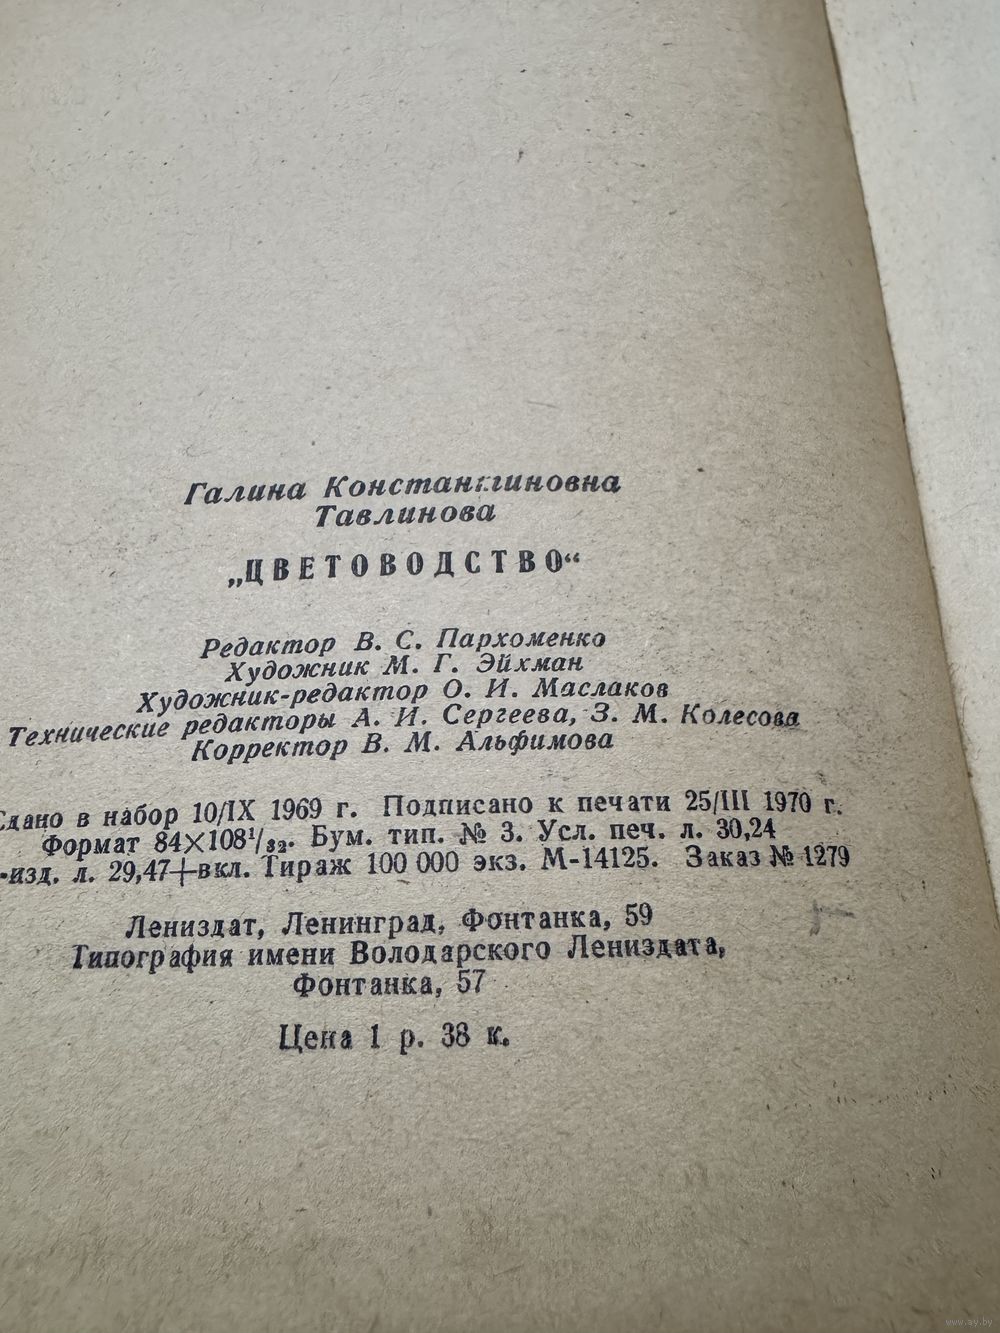 Галина Константиновна
Тавлинова
„ЦВЕТОВОДСТВО“
Редактор В. С. Пархоменко
Художник М. Г. Эйхман
Художник-редактор О. И. Маслаков
Технические редакторы А. И. Сергеева, З. М. Колесова
Корректор В. М. Альфимова
Сдано в набор 10/IX 1969 г. Подписано к печати 25/III 1970 г.
Формат 84×108¹/₃₂. Бум. тип. № 3. Усл. печ. л. 30,24
-изд. л. 29,47+вкл. Тираж 100 000 экз. М-14125. Заказ № 1279
Лениздат, Ленинград, Фонтанка, 59
Типография имени Володарского Лениздата,
Фонтанка, 57
Цена 1 р. 38 к.
www.ay.by